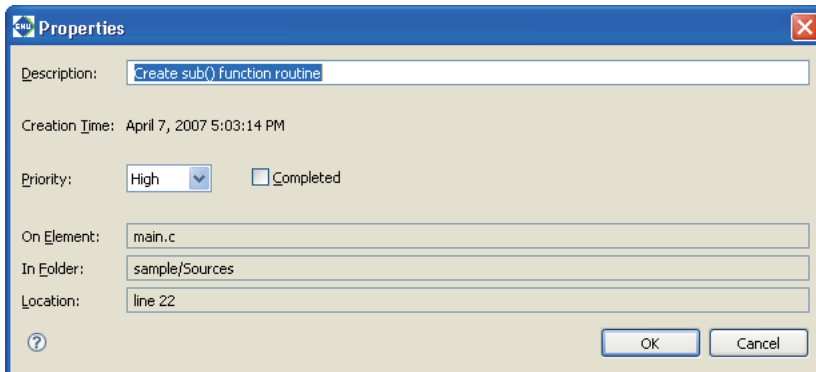 Properties
Description: Create sub() function routine
Creation Time: April 7, 2007 5:03:14 PM
Priority: High Completed
On Element: main.c
In Folder: sample/Sources
Location: line 22
OK Cancel